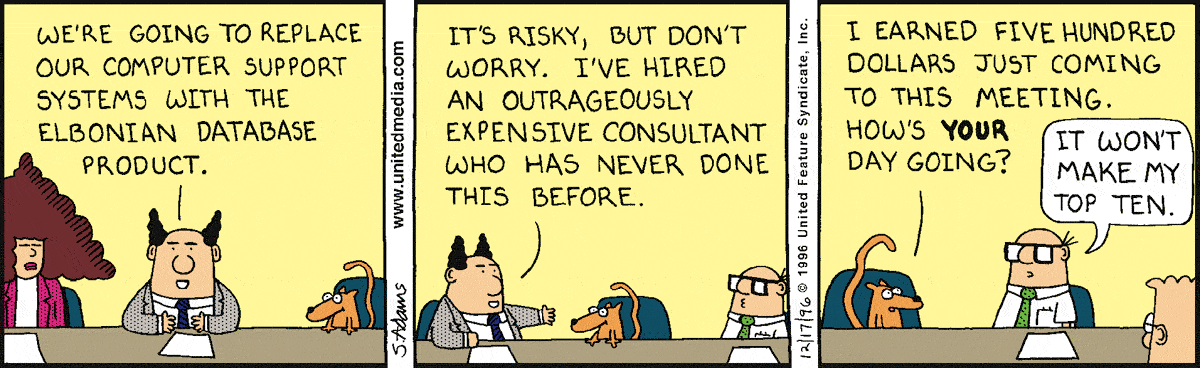 WE'RE GOING TO REPLACE
OUR COMPUTER SUPPORT
SYSTEMS WITH THE
ELBONIAN DATABASE
PRODUCT.
S.Adams
www.unitedmedia.com
IT'S RISKY, BUT DON'T
WORRY. I'VE HIRED
AN OUTRAGEOUSLY
EXPENSIVE CONSULTANT
WHO HAS NEVER DONE
THIS BEFORE.
12/17/96 © 1996 United Feature Syndicate, Inc.
I EARNED FIVE HUNDRED
DOLLARS JUST COMING
TO THIS MEETING.
HOW'S YOUR
DAY GOING?
IT WON'T
MAKE MY
TOP TEN.